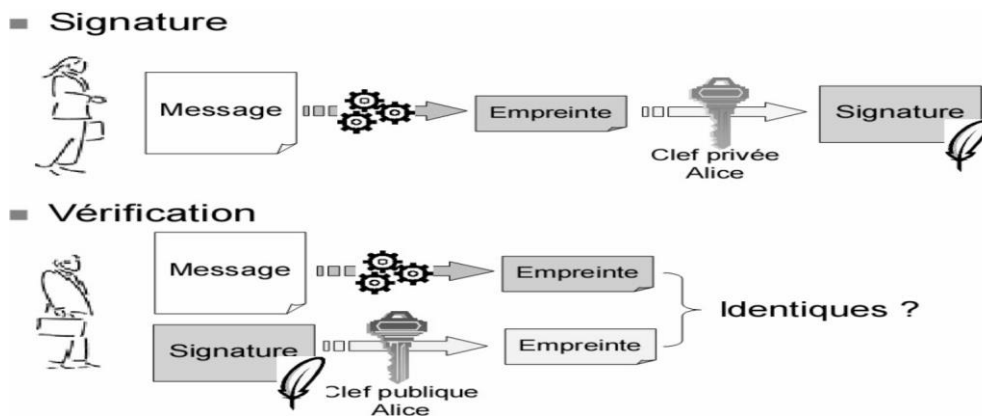 Signature
Message
Empreinte
Signature
Clef privée
Alice
Vérification
Message
Empreinte
Identiques ?
Signature
Empreinte
Clef publique
Alice